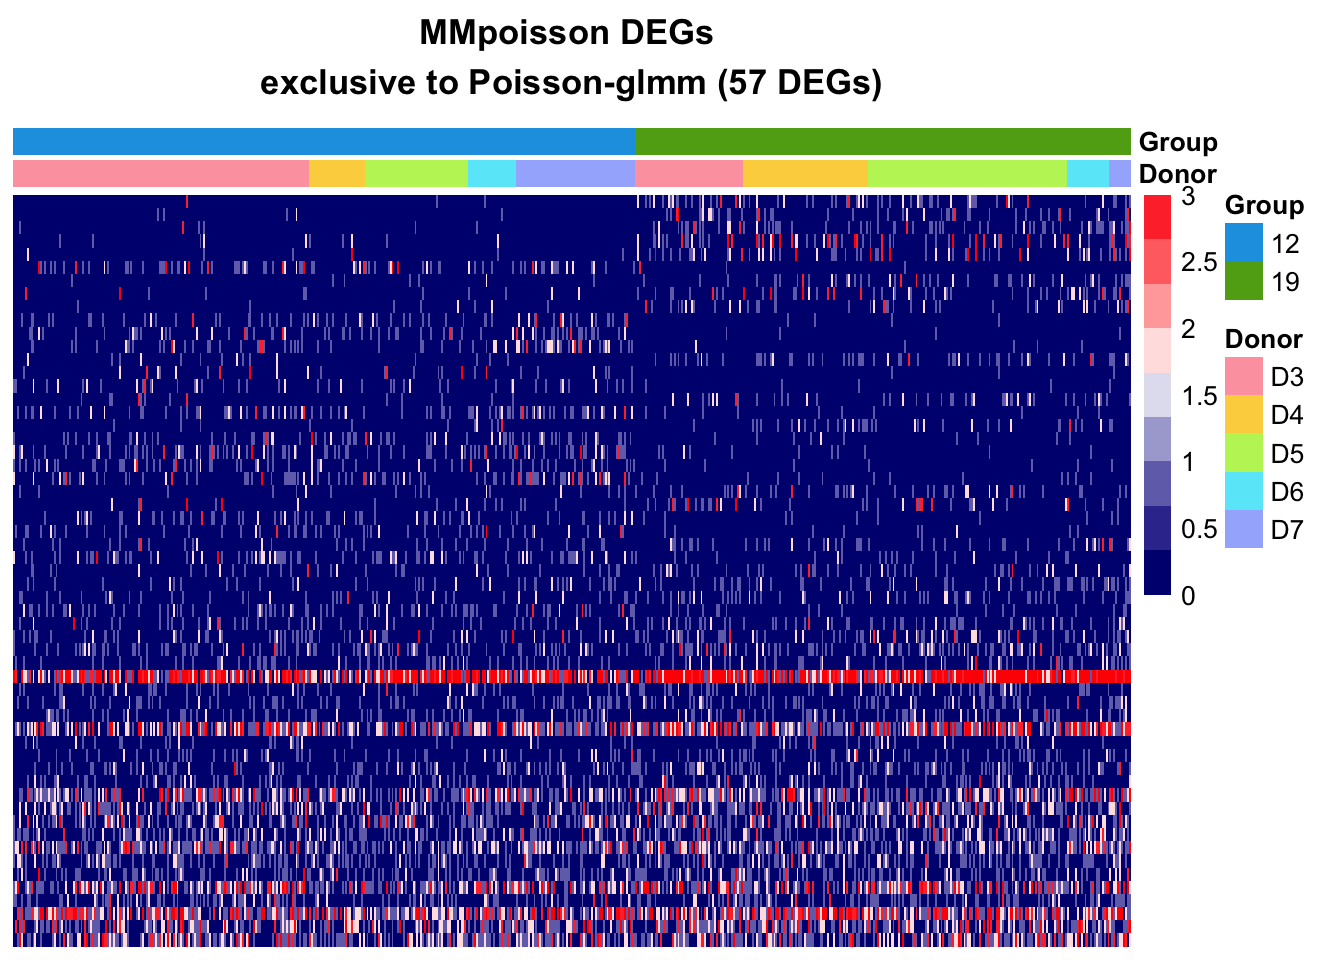 MMpoisson DEGs
exclusive to Poisson-glmm (57 DEGs)
Group
Donor
3
2.5
2
1.5
1
0.5
0
Group
12
19
Donor
D3
D4
D5
D6
D7